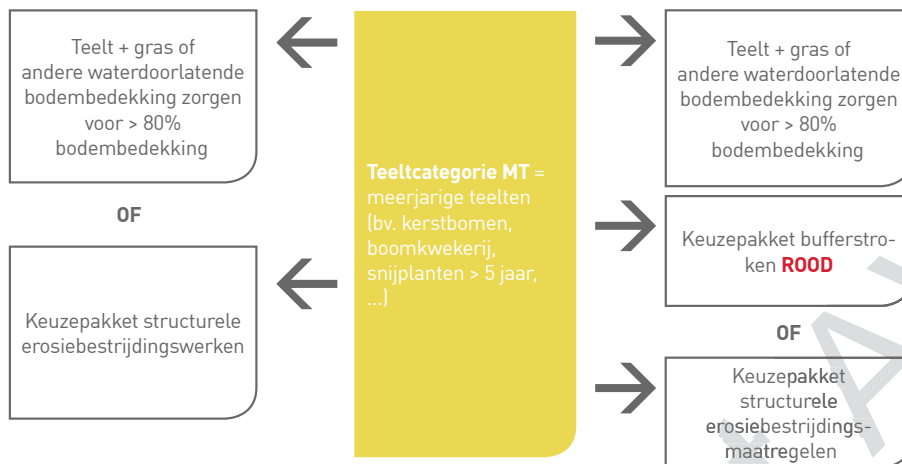 Teelt + gras of
andere waterdoorlatende
bodembedekking zorgen
voor > 80%
bodembedekking
OF
Keuzepakket structurele
erosiebestrijdingswerken
Teeltcategorie MT =
meerjarige teelten
(bv. kerstbomen,
boomkwekerij,
snijplanten > 5 jaar,
...)
Teelt + gras of
andere waterdoorlatende
bodembedekking zorgen
voor > 80%
bodembedekking
Keuzepakket bufferstro-
ken ROOD
OF
Keuzepakket
structurele
erosiebestrijdings-
maatregelen